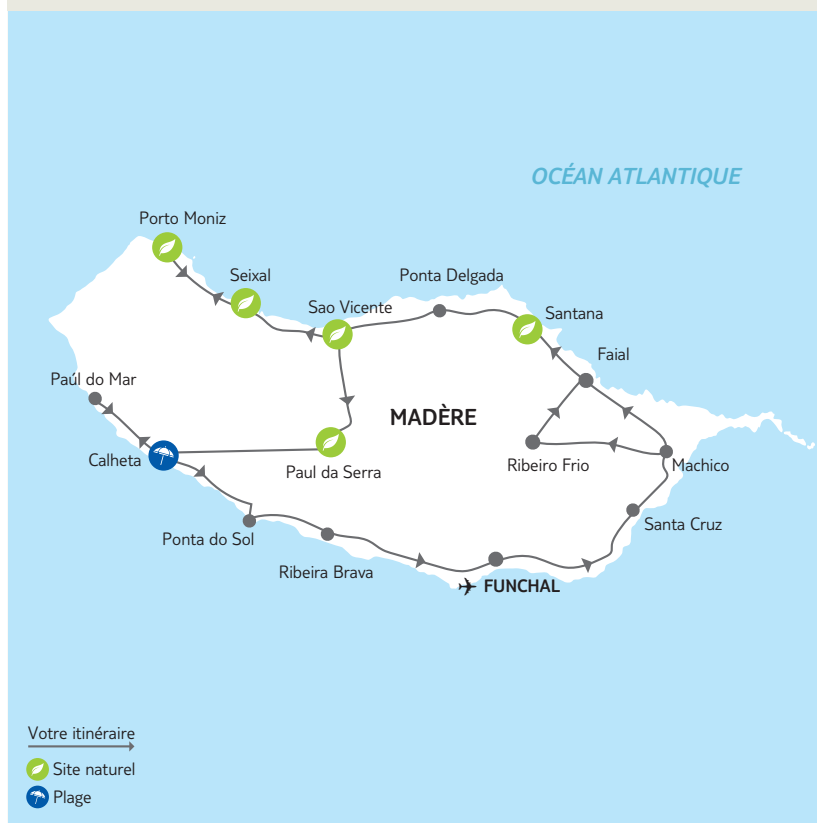 OCÉAN ATLANTIQUE
Porto Moniz
Seixal
Ponta Delgada
Sao Vicente
Santana
Faial
Paúl do Mar
MADÈRE
Calheta
Paul da Serra
Ribeiro Frio
Machico
Santa Cruz
Ponta do Sol
Ribeira Brava
FUNCHAL
Votre itinéraire
Site naturel
Plage